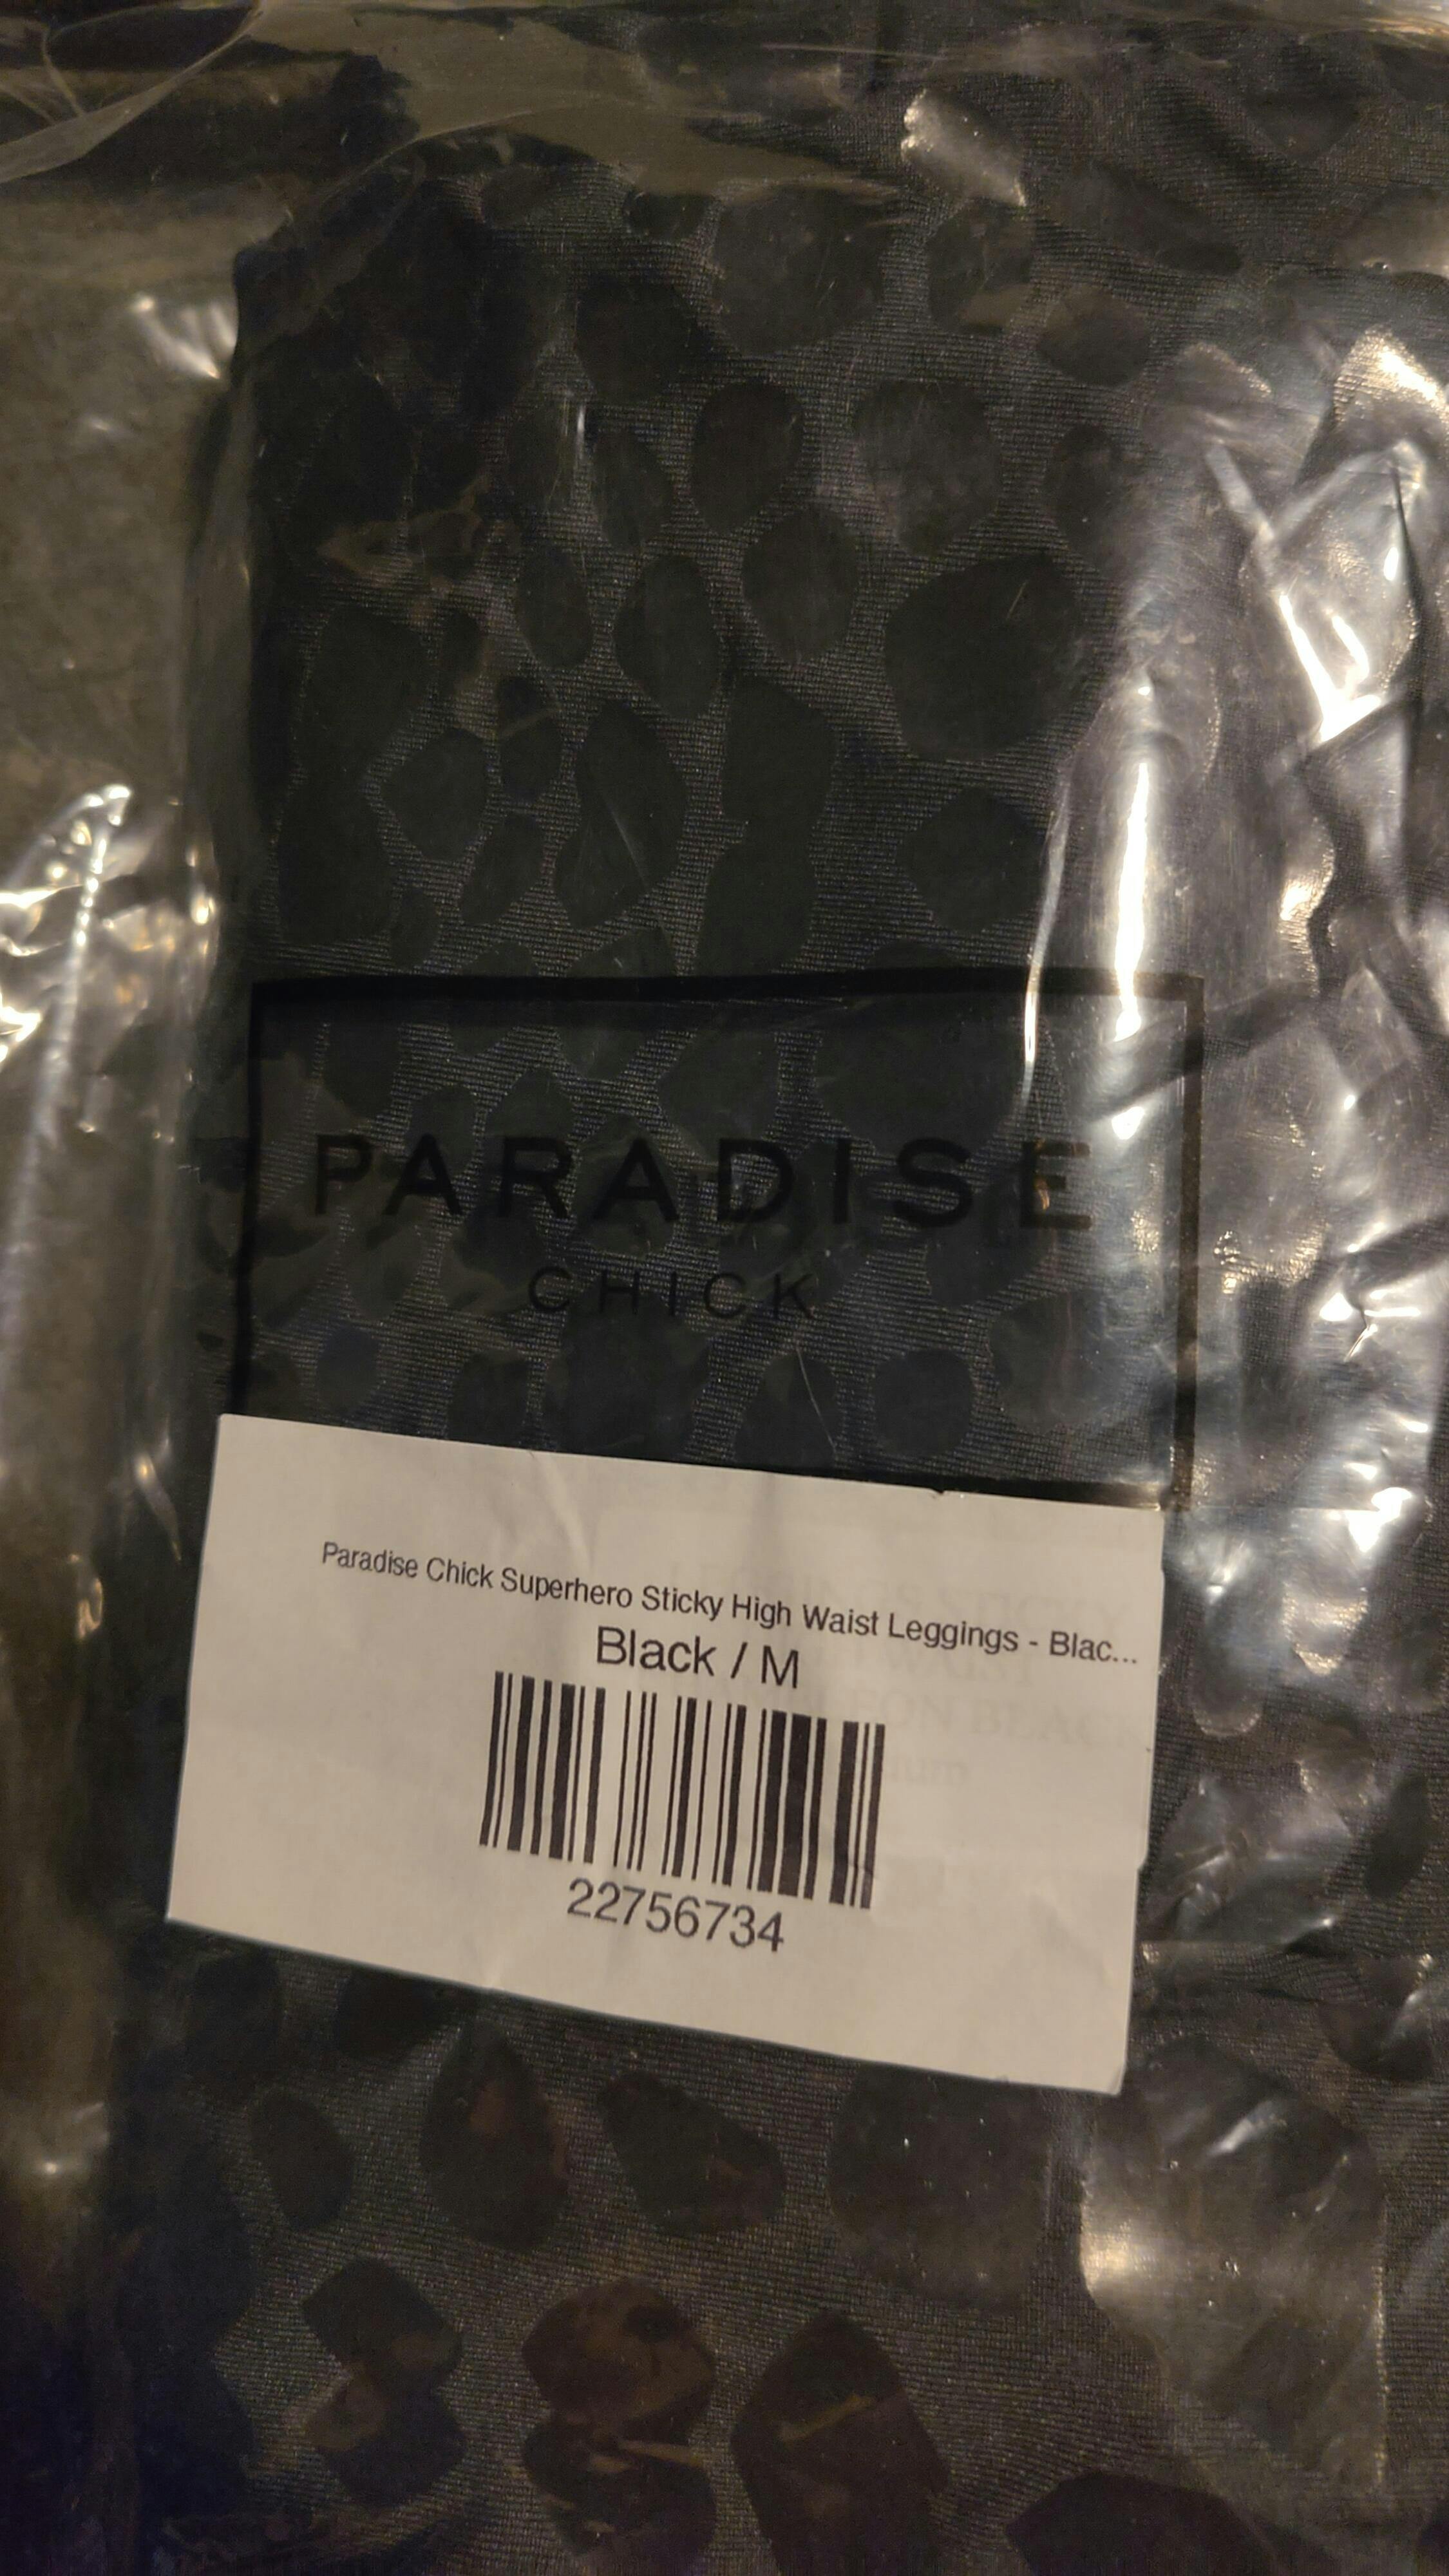 PARADISE
CHICK
Paradise Chick Superhero Sticky High Waist Leggings - Blac...
Black / M
22756734